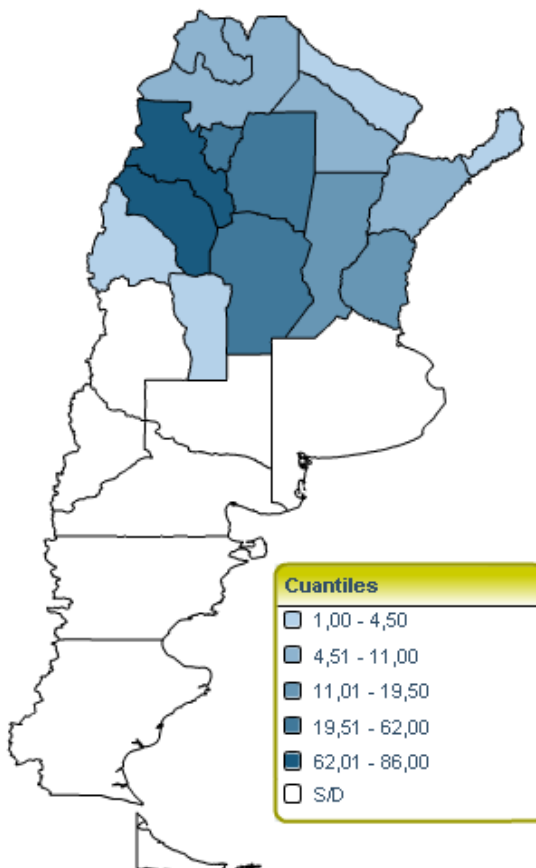 Cuantiles
1,00 - 4,50
4,51 - 11,00
11,01 - 19,50
19,51 - 62,00
62,01 - 86,00
S/D